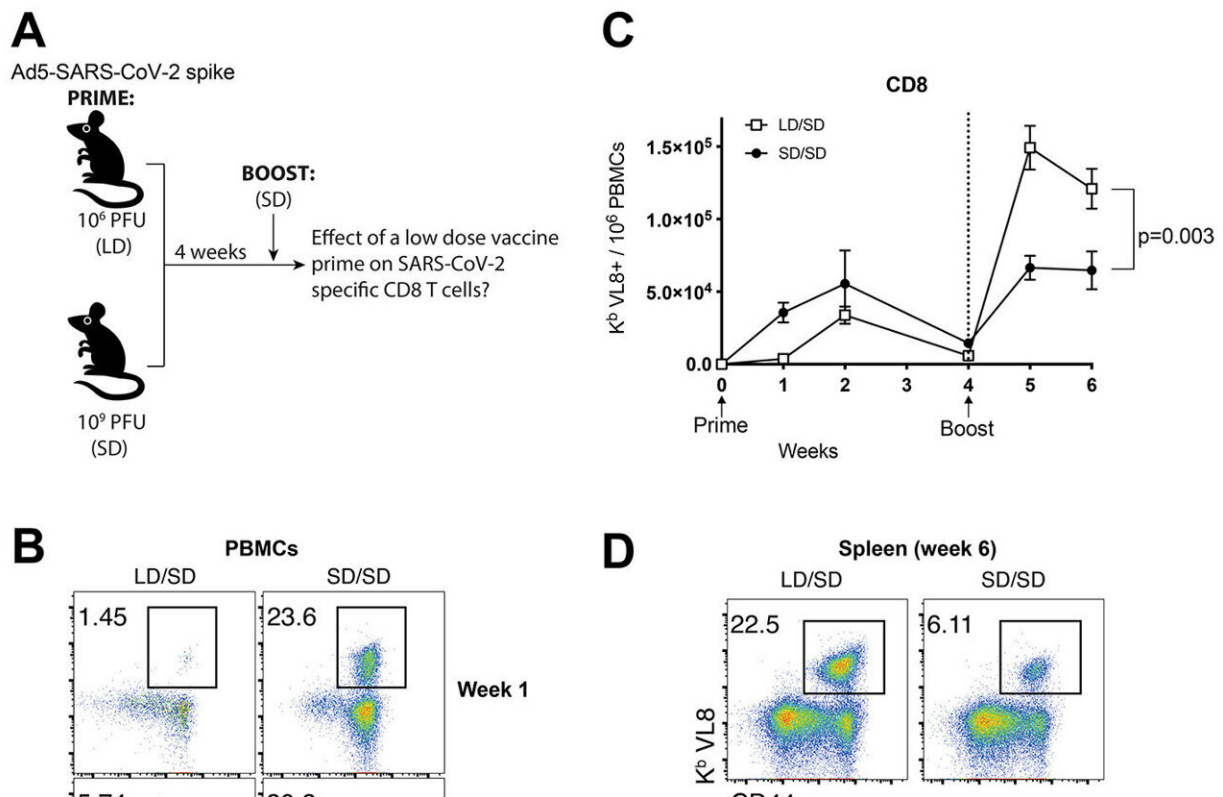 A
Ad5-SARS-CoV-2 spike
PRIME:
10⁶ PFU
(LD)
BOOST:
(SD)
4 weeks
Effect of a low dose vaccine
prime on SARS-CoV-2
specific CD8 T cells?
10⁹ PFU
(SD)
C
CD8
LD/SD
SD/SD
Kᵇ VL8+ / 10⁶ PBMCs
1.5×10⁵
1.0×10⁵
5.0×10⁴
0.0
p=0.003
0 1 2 3 4 5 6
Prime
Boost
Weeks
B
PBMCs
LD/SD SD/SD
1.45 23.6
Week 1
D
Spleen (week 6)
LD/SD SD/SD
22.5 6.11
Kᵇ VL8